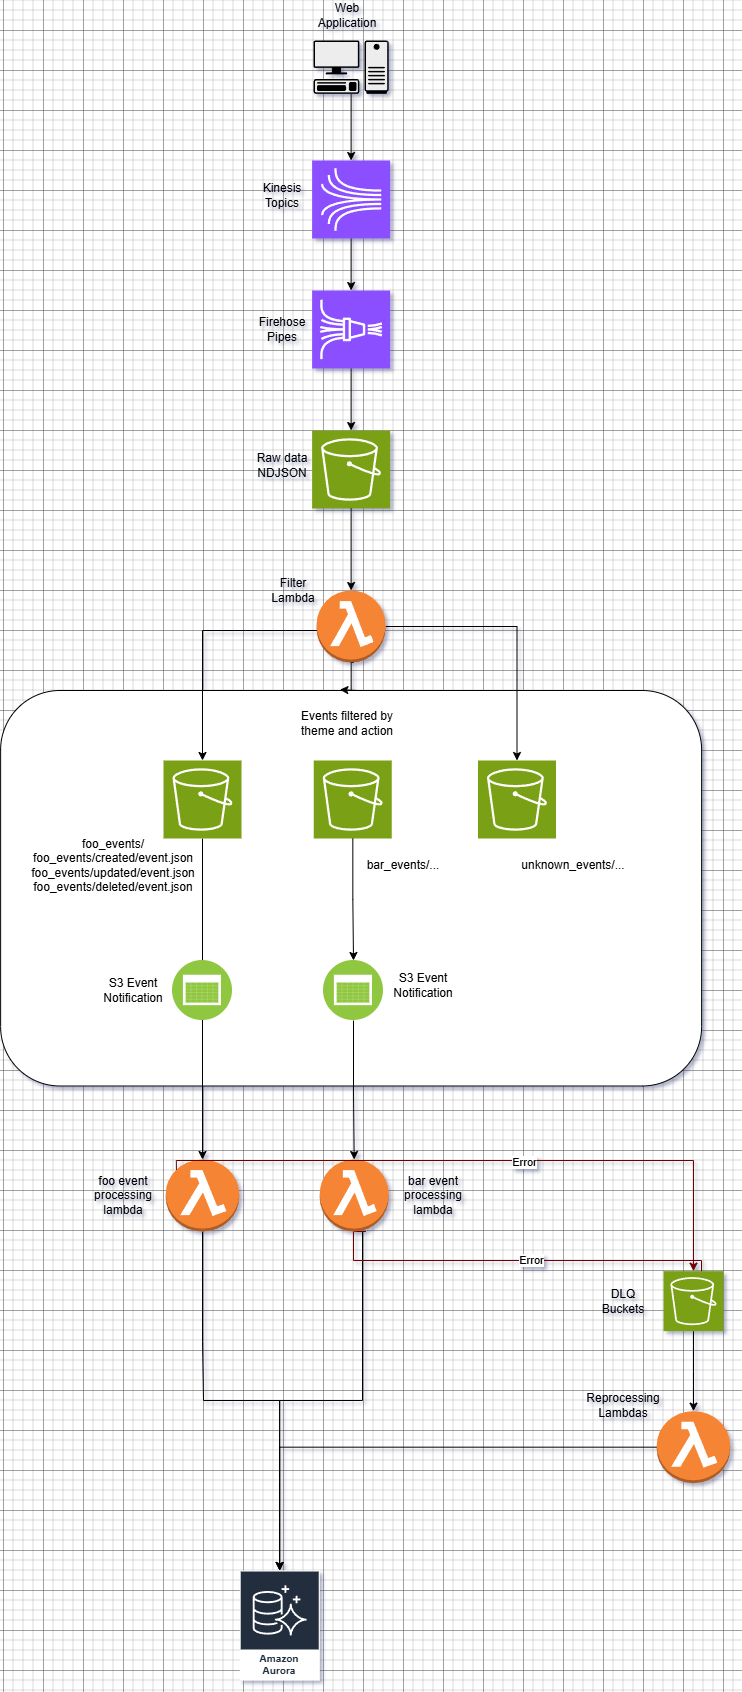 Web
Application
Kinesis
Topics
Firehose
Pipes
Raw data
NDJSON
Filter
Lambda
Events filtered by
theme and action
foo_events/
foo_events/created/event.json
foo_events/updated/event.json
foo_events/deleted/event.json
bar_events/...
unknown_events/...
S3 Event
Notification
S3 Event
Notification
foo event
processing
lambda
bar event
processing
lambda
Error
Error
DLQ
Buckets
Reprocessing
Lambdas
Amazon
Aurora